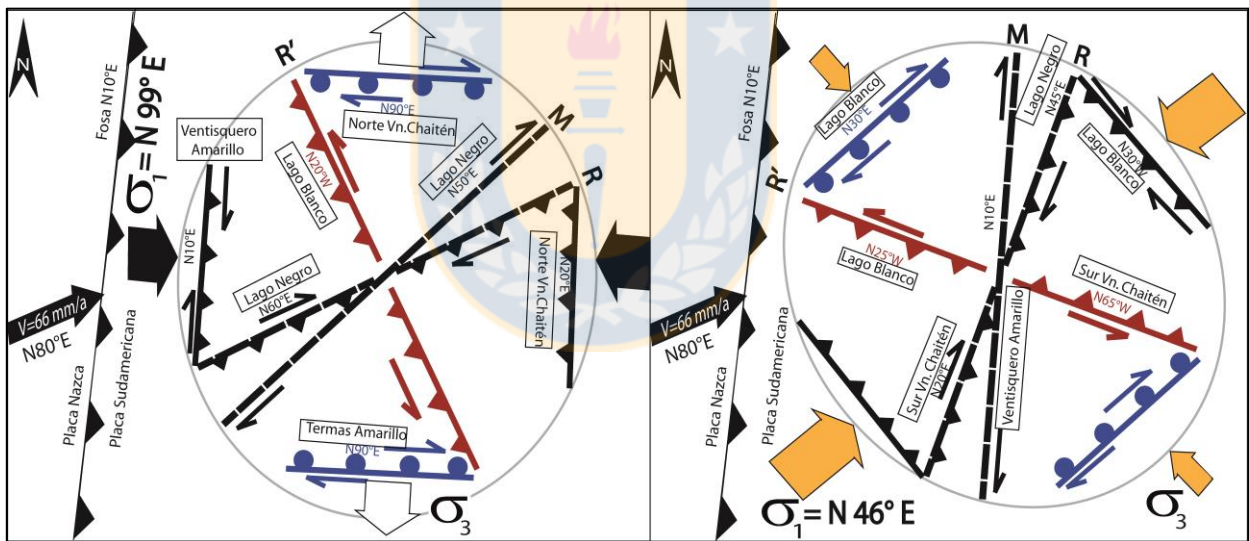 N
Fosa N10°E
σ1 = N 99° E
V=66 mm/a
N80°E
Placa Nazca
Placa Sudamericana
R'
N90°E
Norte Vn.Chaitén
Ventisquero
Amarillo
N10°E
N20°W
Lago Blanco
Lago Negro
N50°E
M
R
Lago Negro
N60°E
N20°E
Norte Vn.Chaitén
Termas Amarillo
N90°E
σ3
N
Fosa N10°E
V=66 mm/a
N80°E
Placa Nazca
Placa Sudamericana
Lago Blanco
N30°E
R'
M
Lago Negro
N45°E
R
N30°W
Lago Blanco
N10°E
N25°W
Lago Blanco
Sur Vn. Chaitén
N65°W
Sur Vn. Chaitén
N20°E
Ventisquero Amarillo
σ1 = N 46° E
σ3